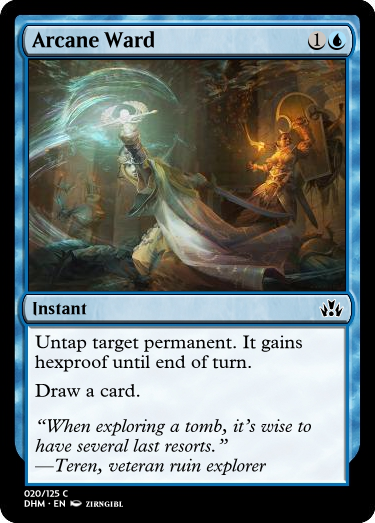 Arcane Ward 1
Instant
Untap target permanent. It gains
hexproof until end of turn.
Draw a card.
“When exploring a tomb, it’s wise to
have several last resorts.”
—Teren, veteran ruin explorer
020/125 C
DHM • EN ZIRNGIBL